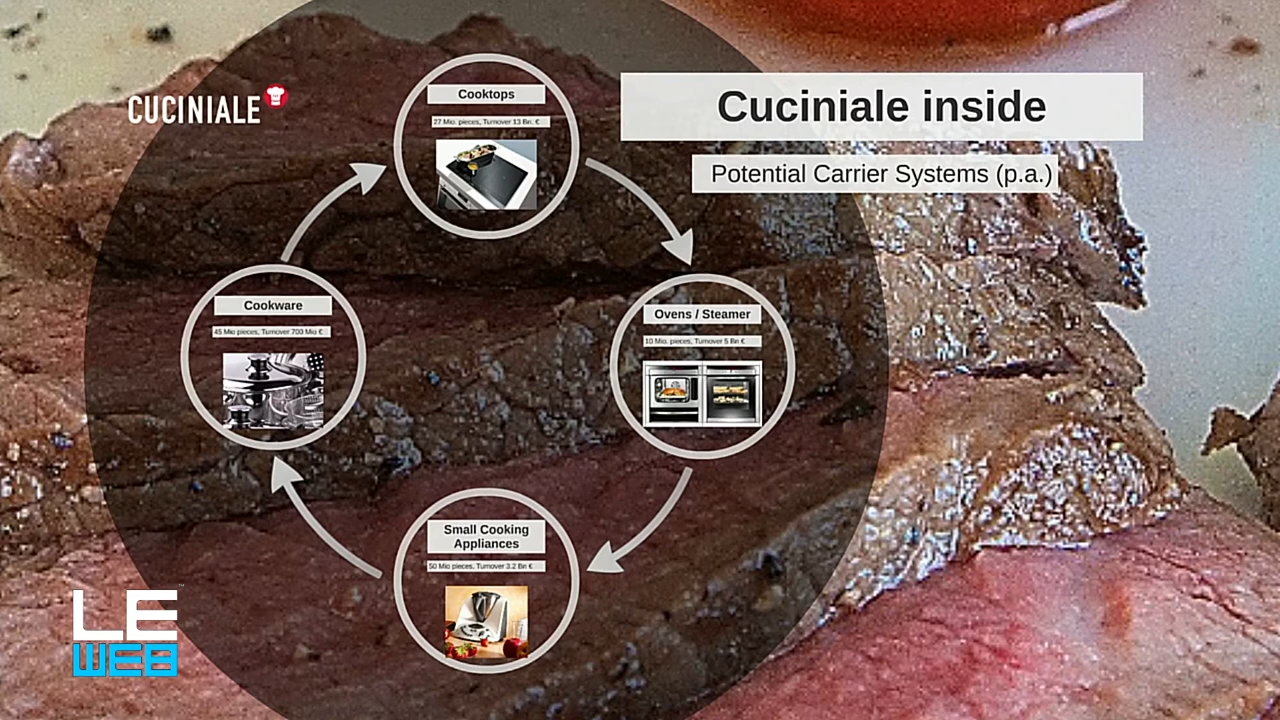 CUCINIALE
Cuciniale inside
Potential Carrier Systems (p.a.)
Cooktops
27 Mio. pieces, Turnover 13 Bn. €
Cookware
45 Mio pieces, Turnover 700 Mio €
Ovens / Steamer
10 Mio. pieces, Turnover 5 Bn €
Small Cooking
Appliances
50 Mio pieces, Turnover 3.2 Bn €
LE
WEB